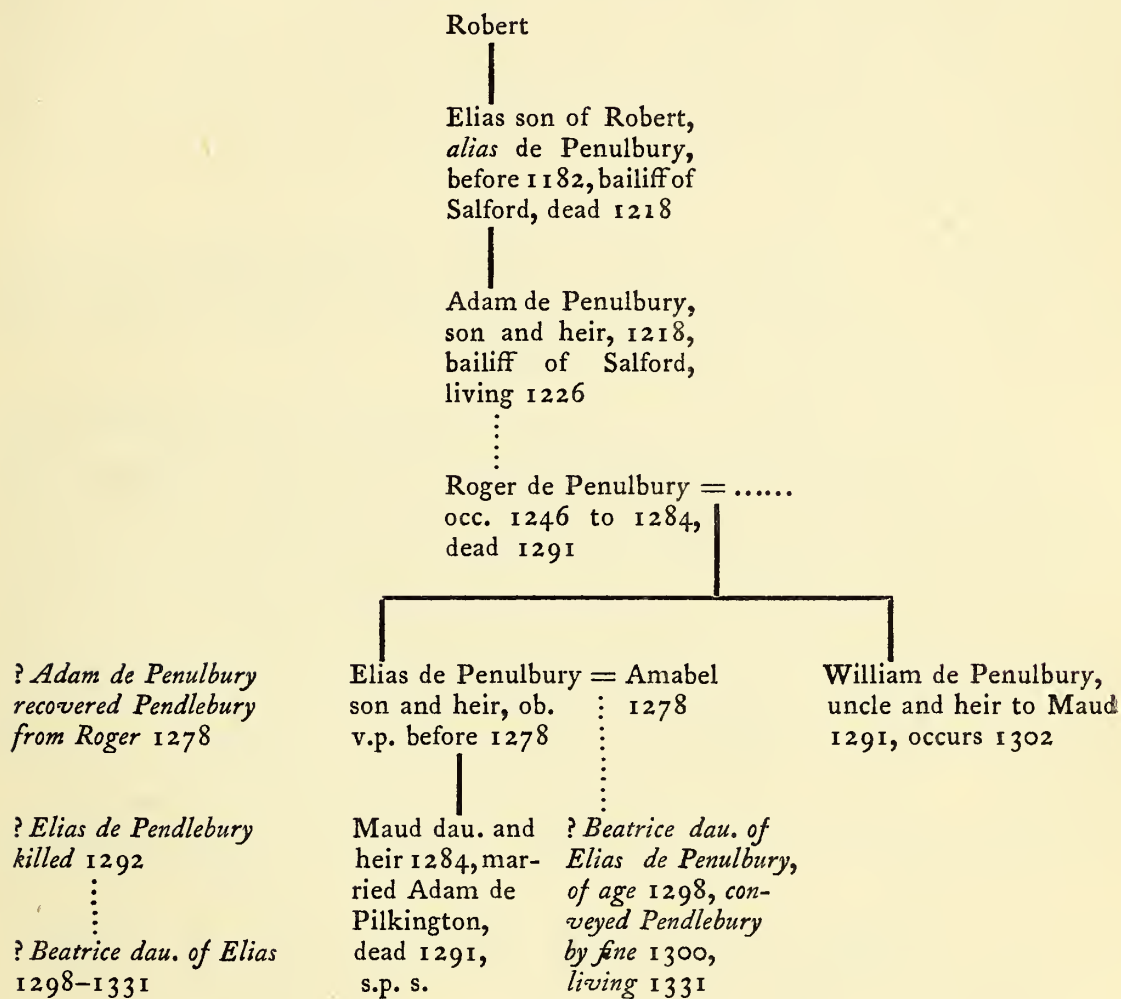 Robert
Elias son of Robert,
alias de Penulbury,
before 1182, bailiff of
Salford, dead 1218
Adam de Penulbury,
son and heir, 1218,
bailiff of Salford,
living 1226
Roger de Penulbury = ......
occ. 1246 to 1284,
dead 1291
? Adam de Penulbury
recovered Pendlebury
from Roger 1278
Elias de Penulbury = Amabel
son and heir, ob. 1278
v.p. before 1278
William de Penulbury,
uncle and heir to Maud
1291, occurs 1302
? Elias de Pendlebury
killed 1292
? Beatrice dau. of Elias
1298–1331
Maud dau. and
heir 1284, mar-
ried Adam de
Pilkington,
dead 1291,
s.p. s.
? Beatrice dau. of
Elias de Penulbury,
of age 1298, con-
veyed Pendlebury
by fine 1300,
living 1331